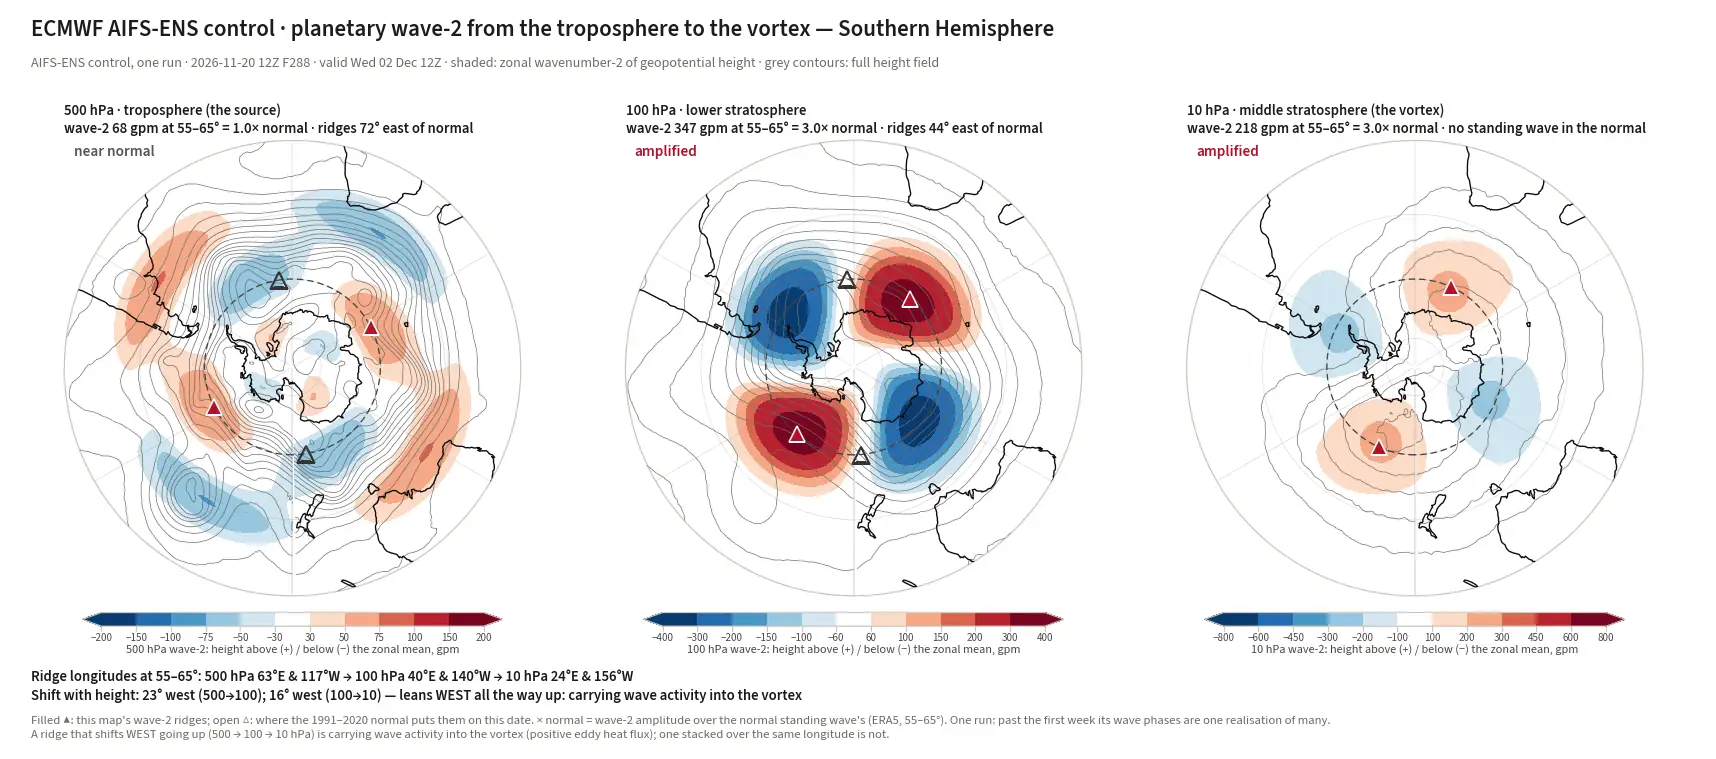 ECMWF AIFS-ENS control · planetary wave-2 from the troposphere to the vortex — Southern Hemisphere
AIFS-ENS control, one run · 2026-11-20 12Z F288 · valid Wed 02 Dec 12Z · shaded: zonal wavenumber-2 of geopotential height · grey contours: full height field
500 hPa · troposphere (the source)
wave-2 68 gpm at 55–65° = 1.0× normal · ridges 72° east of normal
near normal
100 hPa · lower stratosphere
wave-2 347 gpm at 55–65° = 3.0× normal · ridges 44° east of normal
amplified
10 hPa · middle stratosphere (the vortex)
wave-2 218 gpm at 55–65° = 3.0× normal · no standing wave in the normal
amplified
−200 −150 −100 −75 −50 −30 30 50 75 100 150 200
500 hPa wave-2: height above (+) / below (−) the zonal mean, gpm
−400 −300 −200 −150 −100 −60 60 100 150 200 300 400
100 hPa wave-2: height above (+) / below (−) the zonal mean, gpm
−800 −600 −450 −300 −200 −100 100 200 300 450 600 800
10 hPa wave-2: height above (+) / below (−) the zonal mean, gpm
Ridge longitudes at 55–65°: 500 hPa 63°E & 117°W → 100 hPa 40°E & 140°W → 10 hPa 24°E & 156°W
Shift with height: 23° west (500→100); 16° west (100→10) — leans WEST all the way up: carrying wave activity into the vortex
Filled ▲: this map's wave-2 ridges; open △: where the 1991–2020 normal puts them on this date. × normal = wave-2 amplitude over the normal standing wave's (ERA5, 55–65°). One run: past the first week its wave phases are one realisation of many.
A ridge that shifts WEST going up (500 → 100 → 10 hPa) is carrying wave activity into the vortex (positive eddy heat flux); one stacked over the same longitude is not.